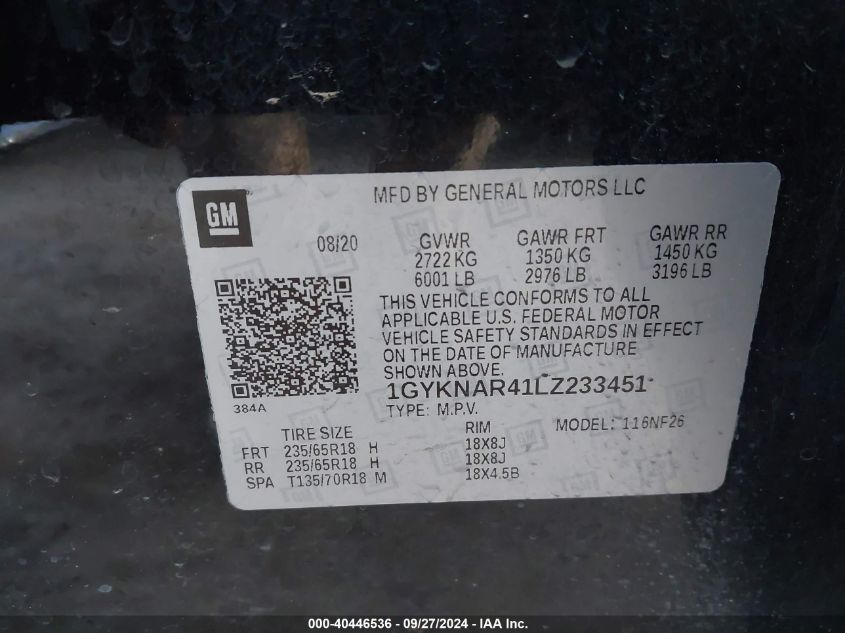 GM
MFD BY GENERAL MOTORS LLC
08/20 GVWR GAWR FRT GAWR RR
2722 KG 1350 KG 1450 KG
6001 LB 2976 LB 3196 LB
THIS VEHICLE CONFORMS TO ALL
APPLICABLE U.S. FEDERAL MOTOR
VEHICLE SAFETY STANDARDS IN EFFECT
ON THE DATE OF MANUFACTURE
SHOWN ABOVE.
1GYKNAR41LZ233451
384A
TYPE: M.P.V.
TIRE SIZE RIM MODEL: 116NF26
FRT 235/65R18 H 18X8J
RR 235/65R18 H 18X8J
SPA T135/70R18 M 18X4.5B
000-40446536 - 09/27/2024 - IAA Inc.